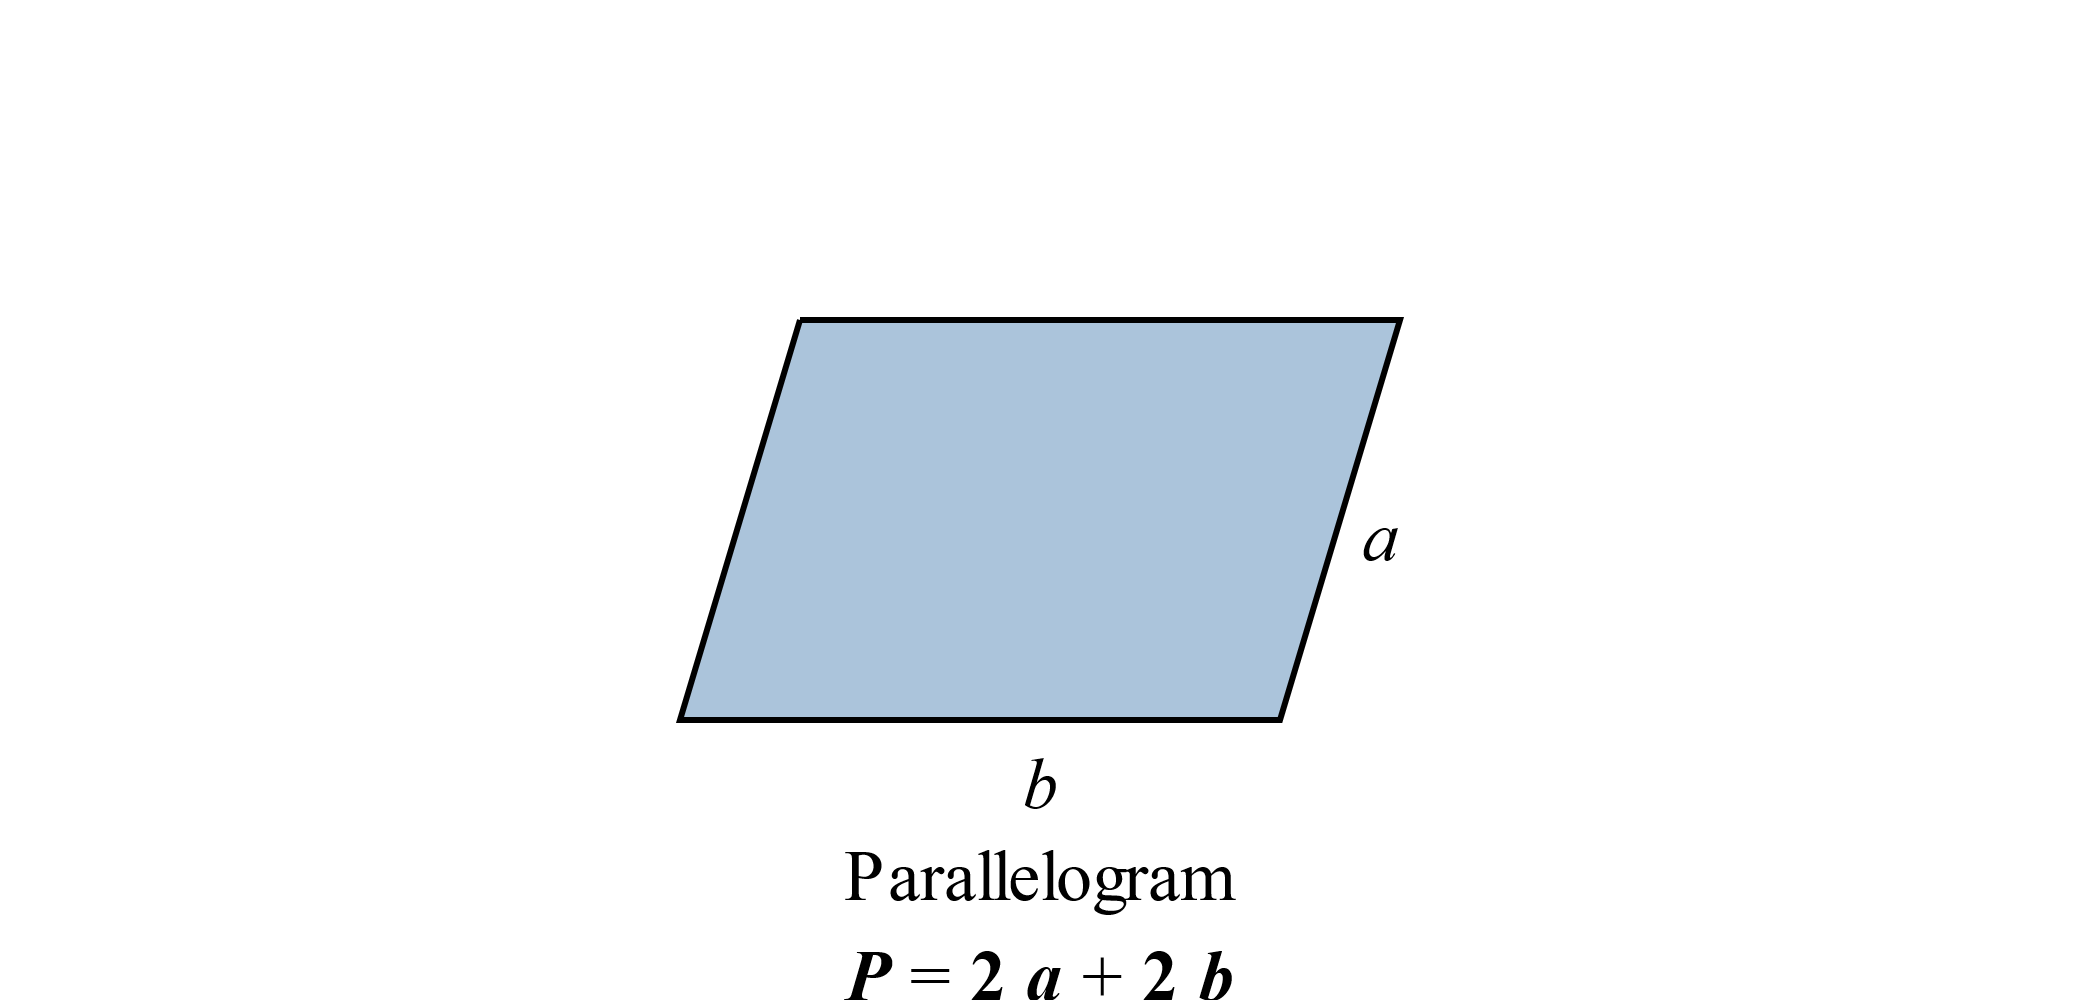 a
b
Parallelogram
P = 2 a + 2 b